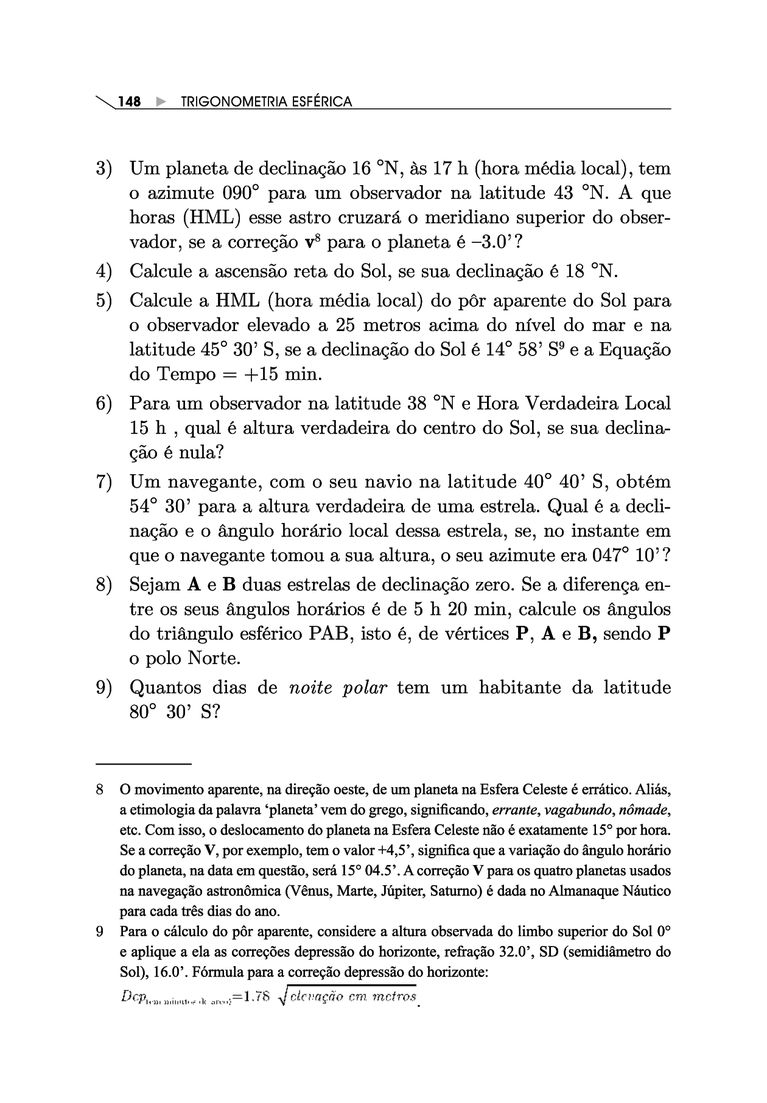 148 ▶ TRIGONOMETRIA ESFÉRICA
3) Um planeta de declinação 16 °N, às 17 h (hora média local), tem
o azimute 090° para um observador na latitude 43 °N. A que
horas (HML) esse astro cruzará o meridiano superior do obser-
vador, se a correção v⁸ para o planeta é –3.0’?
4) Calcule a ascensão reta do Sol, se sua declinação é 18 °N.
5) Calcule a HML (hora média local) do pôr aparente do Sol para
o observador elevado a 25 metros acima do nível do mar e na
latitude 45° 30’ S, se a declinação do Sol é 14° 58’ S⁹ e a Equação
do Tempo = +15 min.
6) Para um observador na latitude 38 °N e Hora Verdadeira Local
15 h , qual é altura verdadeira do centro do Sol, se sua declina-
ção é nula?
7) Um navegante, com o seu navio na latitude 40° 40’ S, obtém
54° 30’ para a altura verdadeira de uma estrela. Qual é a decli-
nação e o ângulo horário local dessa estrela, se, no instante em
que o navegante tomou a sua altura, o seu azimute era 047° 10’?
8) Sejam A e B duas estrelas de declinação zero. Se a diferença en-
tre os seus ângulos horários é de 5 h 20 min, calcule os ângulos
do triângulo esférico PAB, isto é, de vértices P, A e B, sendo P
o polo Norte.
9) Quantos dias de noite polar tem um habitante da latitude
80° 30’ S?
8 O movimento aparente, na direção oeste, de um planeta na Esfera Celeste é errático. Aliás,
a etimologia da palavra ‘planeta’ vem do grego, significando, errante, vagabundo, nômade,
etc. Com isso, o deslocamento do planeta na Esfera Celeste não é exatamente 15° por hora.
Se a correção V, por exemplo, tem o valor +4,5’, significa que a variação do ângulo horário
do planeta, na data em questão, será 15° 04.5’. A correção V para os quatro planetas usados
na navegação astronômica (Vênus, Marte, Júpiter, Saturno) é dada no Almanaque Náutico
para cada três dias do ano.
9 Para o cálculo do pôr aparente, considere a altura observada do limbo superior do Sol 0°
e aplique a ela as correções depressão do horizonte, refração 32.0’, SD (semidiâmetro do
Sol), 16.0’. Fórmula para a correção depressão do horizonte:
Dep(em minutos de arco)=1.78 √elevação em metros.